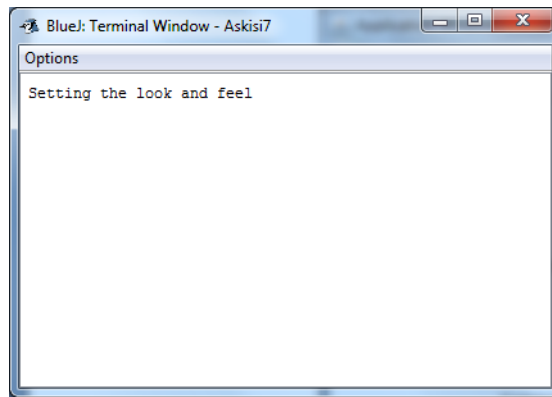 BlueJ: Terminal Window - Askisi7
Options
Setting the look and feel